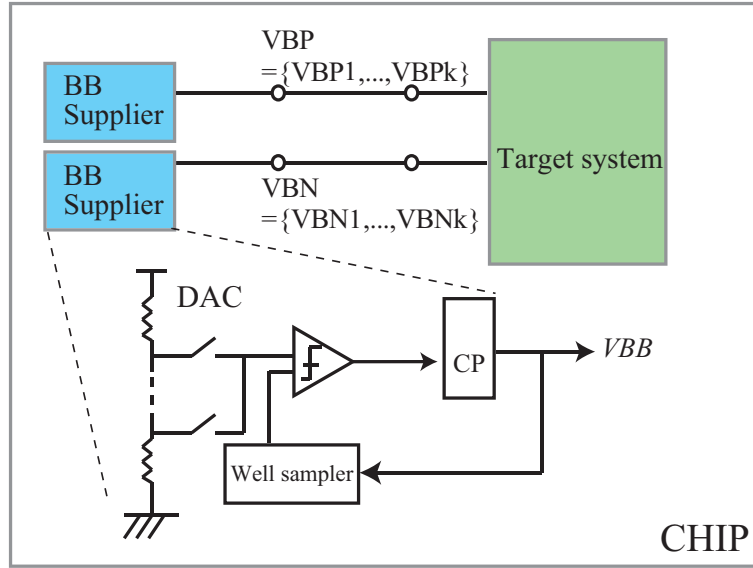 VBP
={VBP1,...,VBPk}
BB
Supplier
BB
Supplier
Target system
VBN
={VBN1,...,VBNk}
DAC
CP
VBB
Well sampler
CHIP